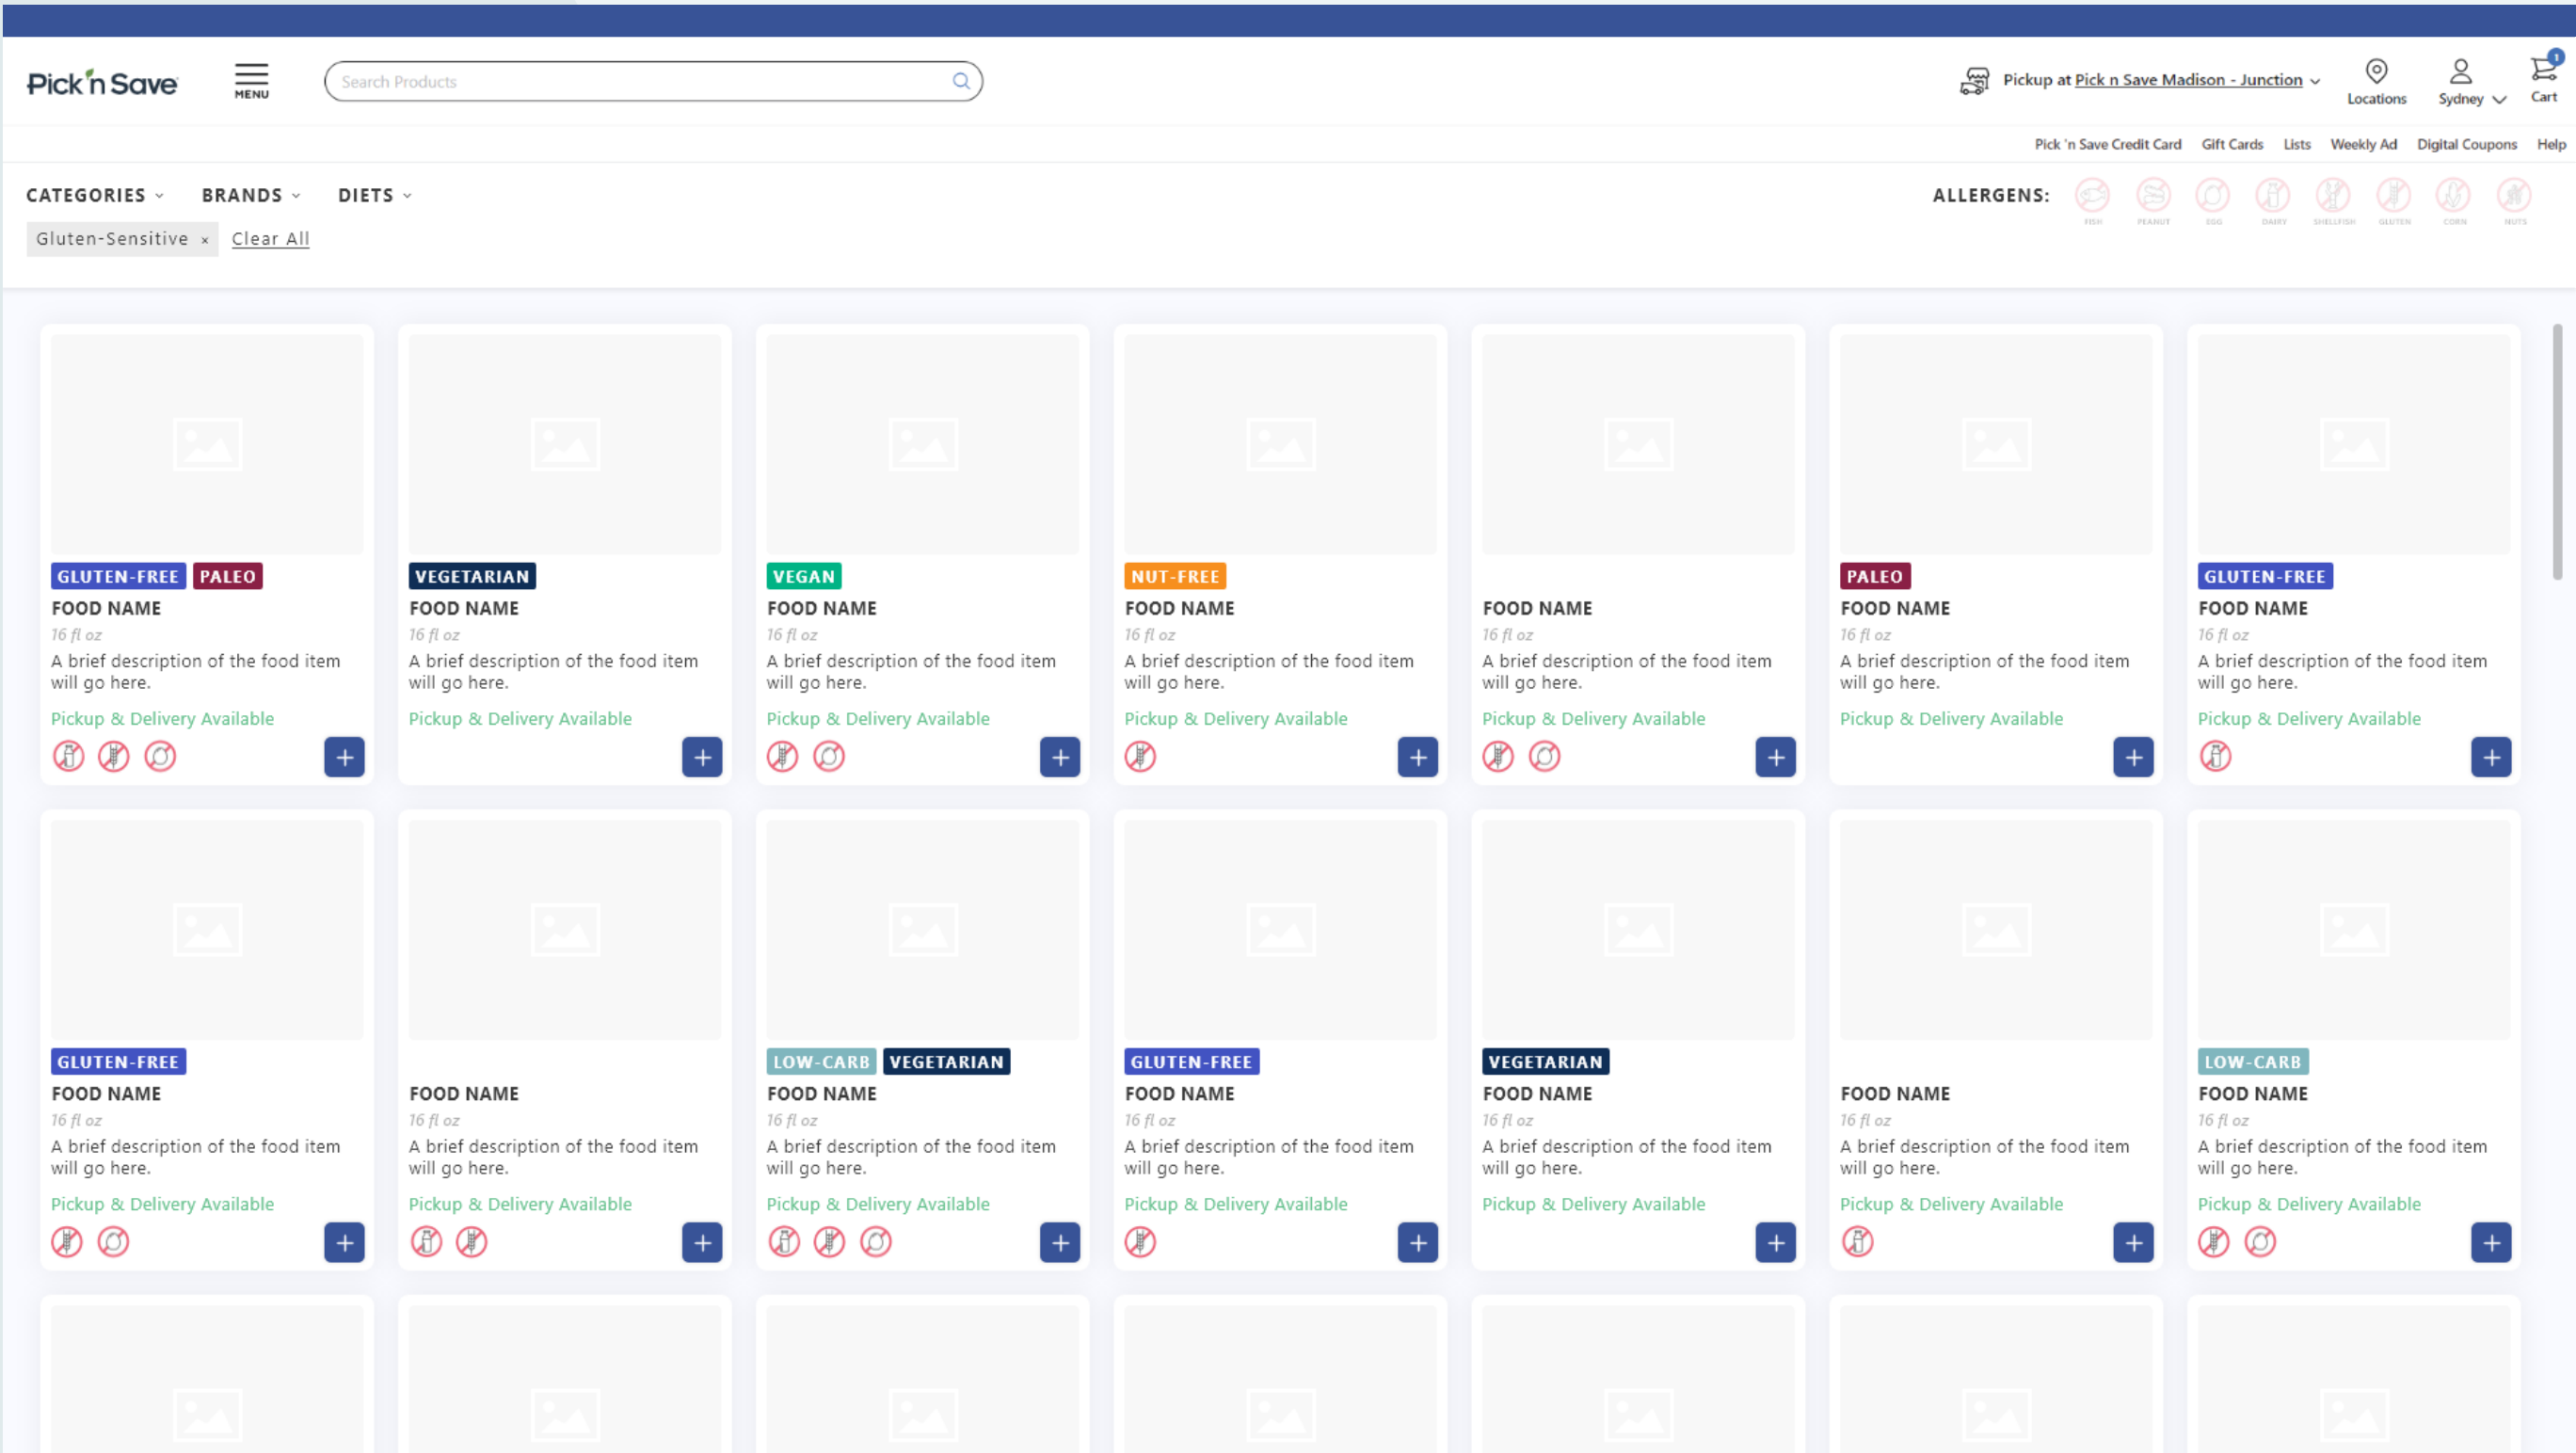 Pick'n Save
MENU
Search Products
Pickup at Pick n Save Madison - Junction
Locations
Sydney
1
Cart
Pick 'n Save Credit Card Gift Cards Lists Weekly Ad Digital Coupons Help
CATEGORIES BRANDS DIETS
ALLERGENS:
FISH PEANUT EGG DAIRY SHELLFISH GLUTEN CORN NUTS
Gluten-Sensitive × Clear All
GLUTEN-FREE PALEO
FOOD NAME
16 fl oz
A brief description of the food item
will go here.
Pickup & Delivery Available
VEGETARIAN
FOOD NAME
16 fl oz
A brief description of the food item
will go here.
Pickup & Delivery Available
VEGAN
FOOD NAME
16 fl oz
A brief description of the food item
will go here.
Pickup & Delivery Available
NUT-FREE
FOOD NAME
16 fl oz
A brief description of the food item
will go here.
Pickup & Delivery Available
FOOD NAME
16 fl oz
A brief description of the food item
will go here.
Pickup & Delivery Available
PALEO
FOOD NAME
16 fl oz
A brief description of the food item
will go here.
Pickup & Delivery Available
GLUTEN-FREE
FOOD NAME
16 fl oz
A brief description of the food item
will go here.
Pickup & Delivery Available
GLUTEN-FREE
FOOD NAME
16 fl oz
A brief description of the food item
will go here.
Pickup & Delivery Available
FOOD NAME
16 fl oz
A brief description of the food item
will go here.
Pickup & Delivery Available
LOW-CARB VEGETARIAN
FOOD NAME
16 fl oz
A brief description of the food item
will go here.
Pickup & Delivery Available
GLUTEN-FREE
FOOD NAME
16 fl oz
A brief description of the food item
will go here.
Pickup & Delivery Available
VEGETARIAN
FOOD NAME
16 fl oz
A brief description of the food item
will go here.
Pickup & Delivery Available
FOOD NAME
16 fl oz
A brief description of the food item
will go here.
Pickup & Delivery Available
LOW-CARB
FOOD NAME
16 fl oz
A brief description of the food item
will go here.
Pickup & Delivery Available